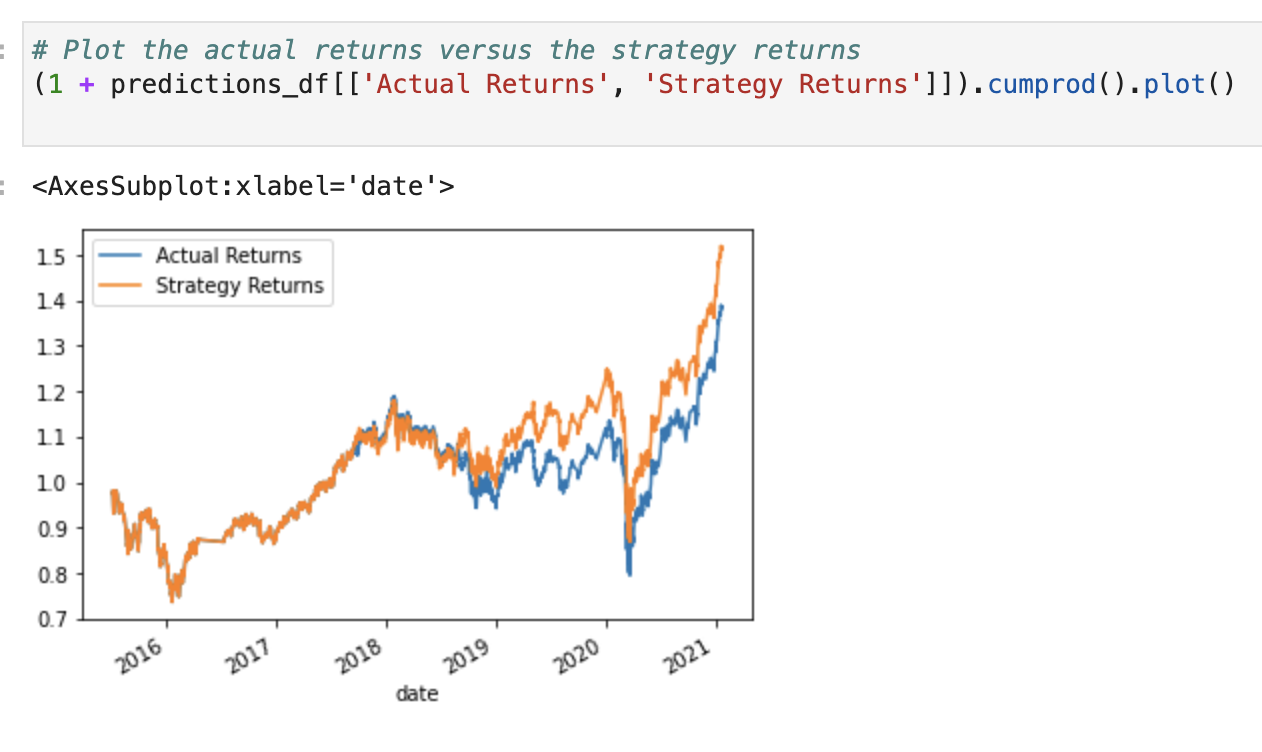 # Plot the actual returns versus the strategy returns
(1 + predictions_df[['Actual Returns', 'Strategy Returns']]).cumprod().plot()
<AxesSubplot:xlabel='date'>
Actual Returns
Strategy Returns
1.5
1.4
1.3
1.2
1.1
1.0
0.9
0.8
0.7
2016 2017 2018 2019 2020 2021
date